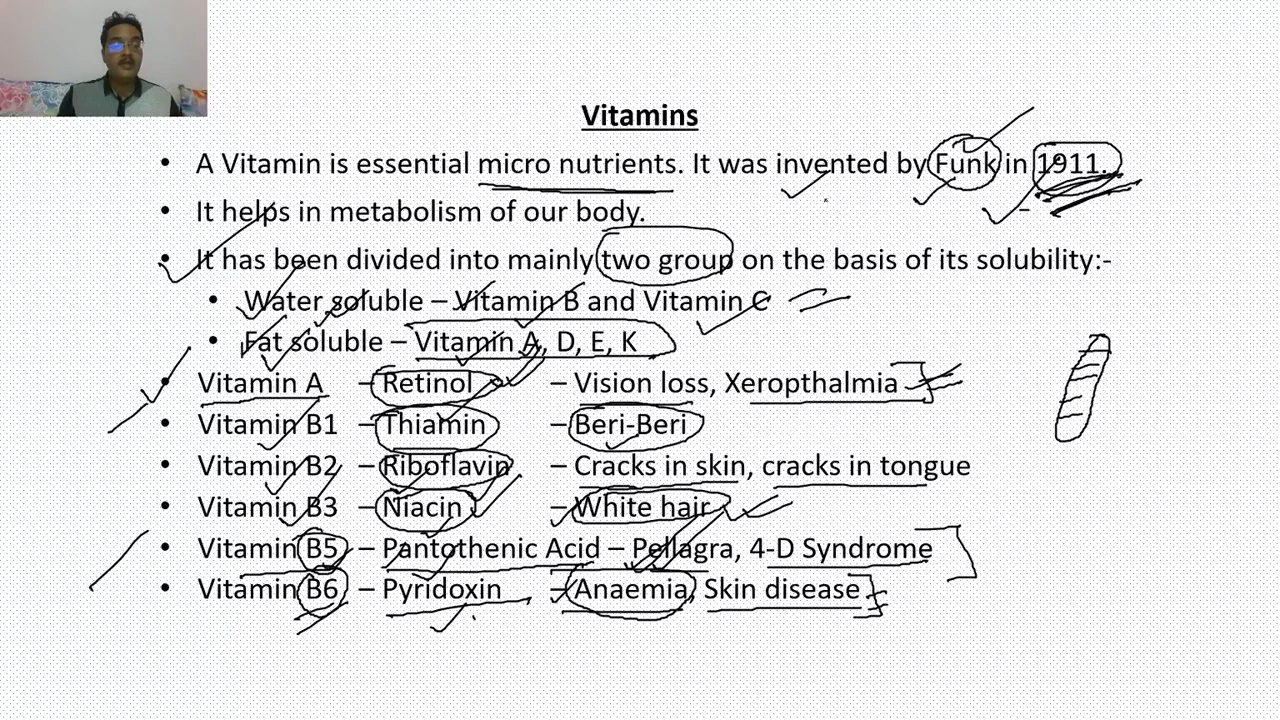 Vitamins
• A Vitamin is essential micro nutrients. It was invented by Funk in 1911.
• It helps in metabolism of our body.
• It has been divided into mainly two group on the basis of its solubility:-
• Water soluble – Vitamin B and Vitamin C
• Fat soluble – Vitamin A, D, E, K
• Vitamin A – Retinol – Vision loss, Xeropthalmia
• Vitamin B1 – Thiamin – Beri-Beri
• Vitamin B2 – Riboflavin – Cracks in skin, cracks in tongue
• Vitamin B3 – Niacin – White hair
• Vitamin B5 – Pantothenic Acid – Pellagra, 4-D Syndrome
• Vitamin B6 – Pyridoxin – Anaemia, Skin disease